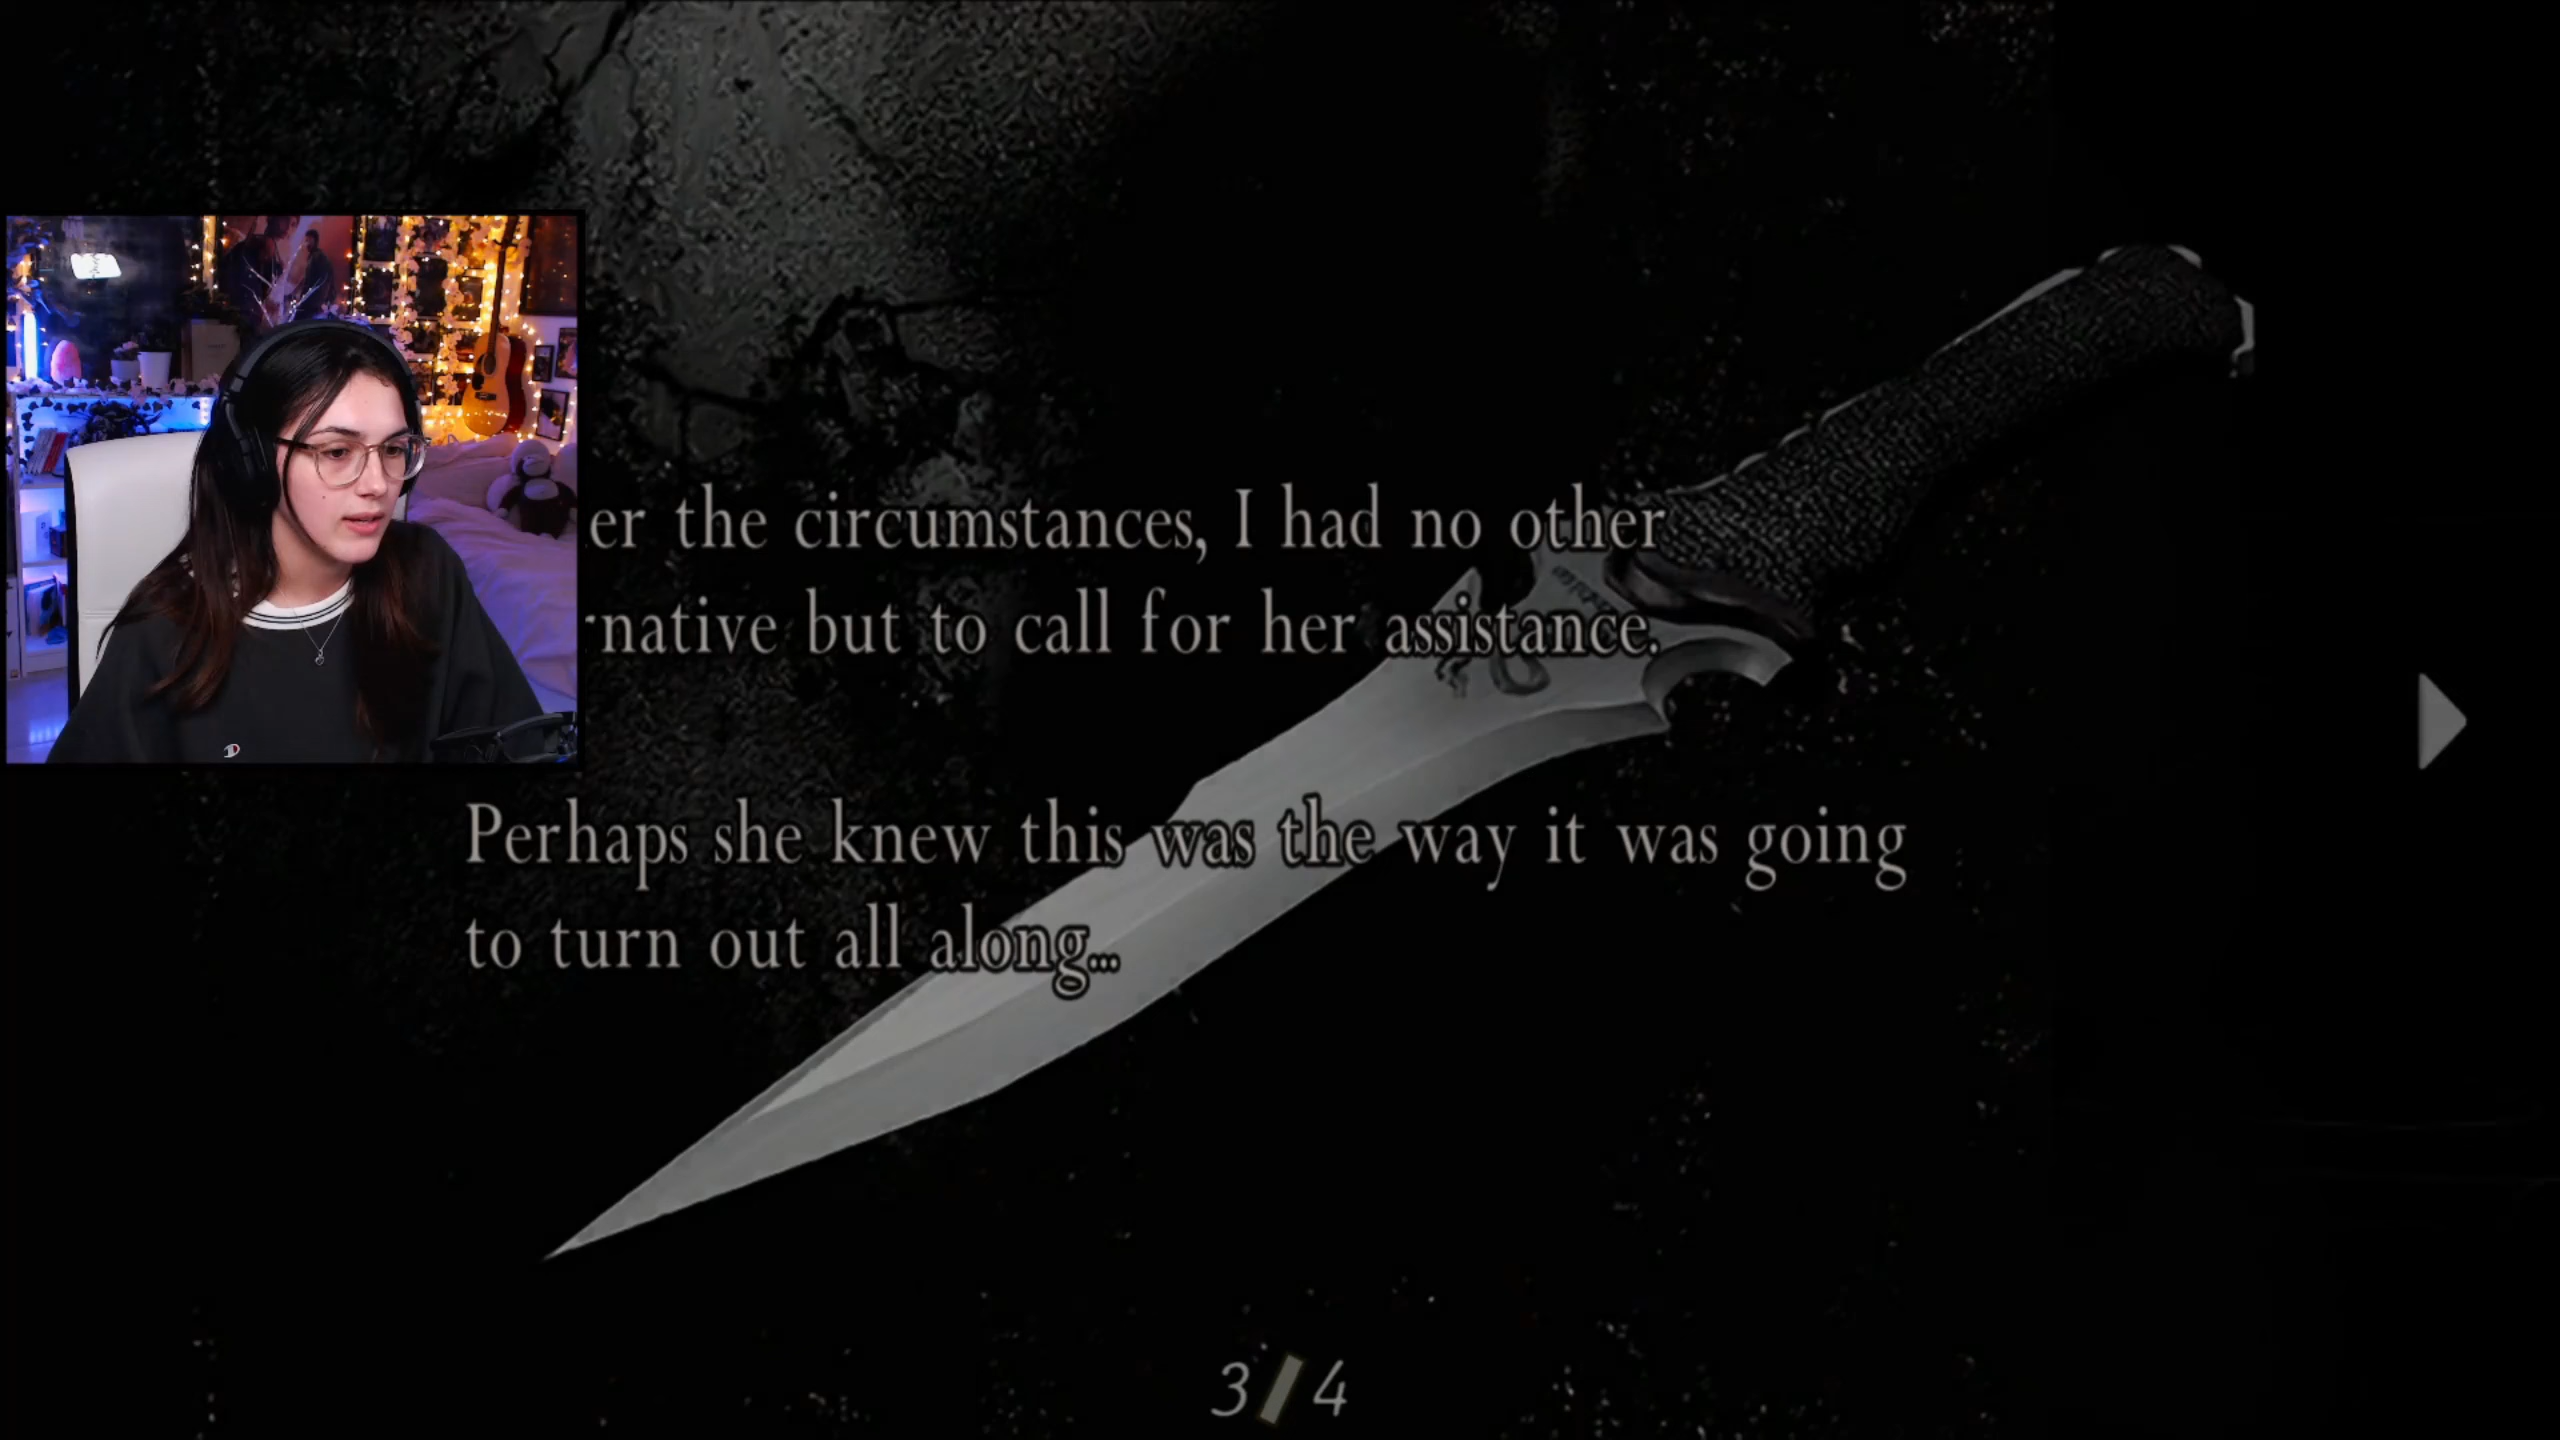 er the circumstances, I had no other
rnative but to call for her assistance.
Perhaps she knew this was the way it was going
to turn out all along...
3/4